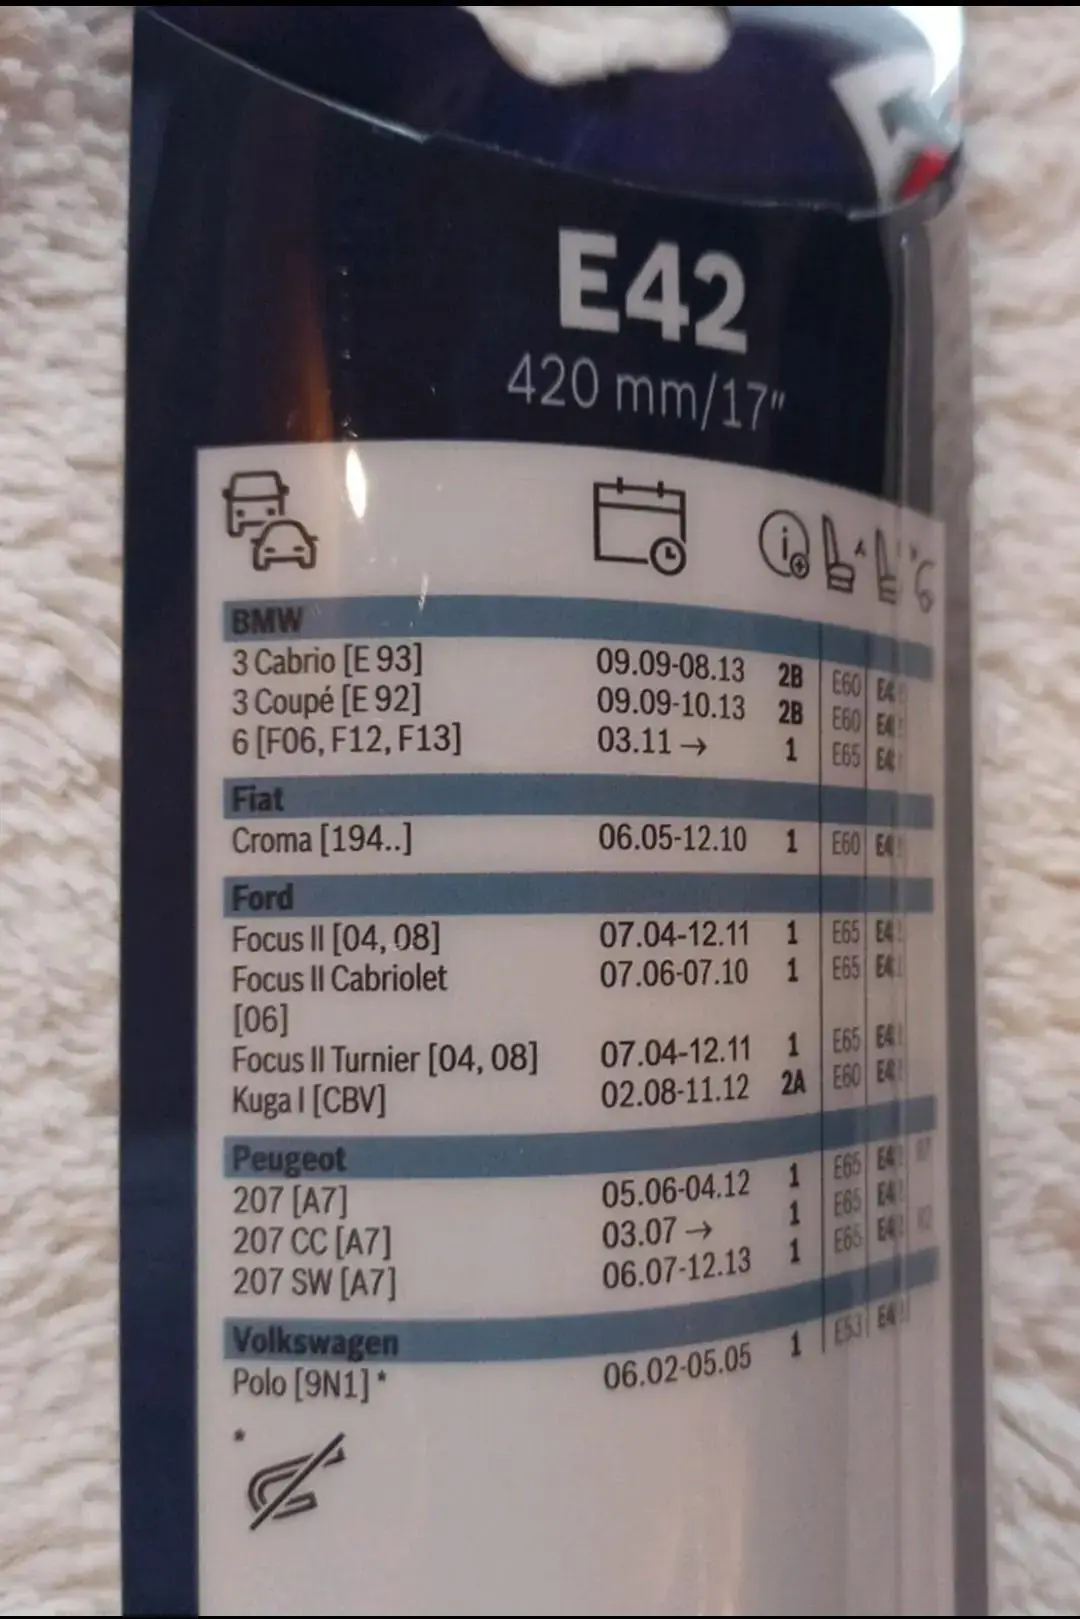 E42
420 mm/17"
BMW
3 Cabrio [E 93] 09.09-08.13 2B E60
3 Coupé [E 92] 09.09-10.13 2B E60
6 [F06, F12, F13] 03.11 → 1 E65
Fiat
Croma [194..] 06.05-12.10 1 E60
Ford
Focus II [04, 08] 07.04-12.11 1 E65
Focus II Cabriolet 07.06-07.10 1 E65
[06]
Focus II Turnier [04, 08] 07.04-12.11 1 E65
Kuga I [CBV] 02.08-11.12 2A E60
Peugeot
207 [A7] 05.06-04.12 1 E65
207 CC [A7] 03.07 → 1 E65
207 SW [A7] 06.07-12.13 1 E65
Volkswagen
Polo [9N1] * 06.02-05.05 1 E53
*